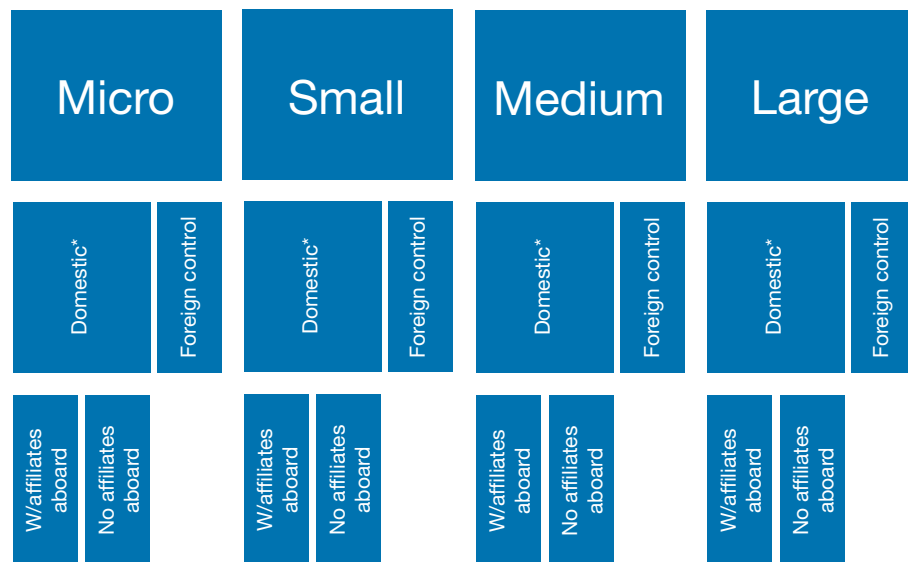 Micro
Small
Medium
Large
Domestic*
Foreign control
Domestic*
Foreign control
Domestic*
Foreign control
Domestic*
Foreign control
W/affiliates
aboard
No affiliates
aboard
W/affiliates
aboard
No affiliates
aboard
W/affiliates
aboard
No affiliates
aboard
W/affiliates
aboard
No affiliates
aboard